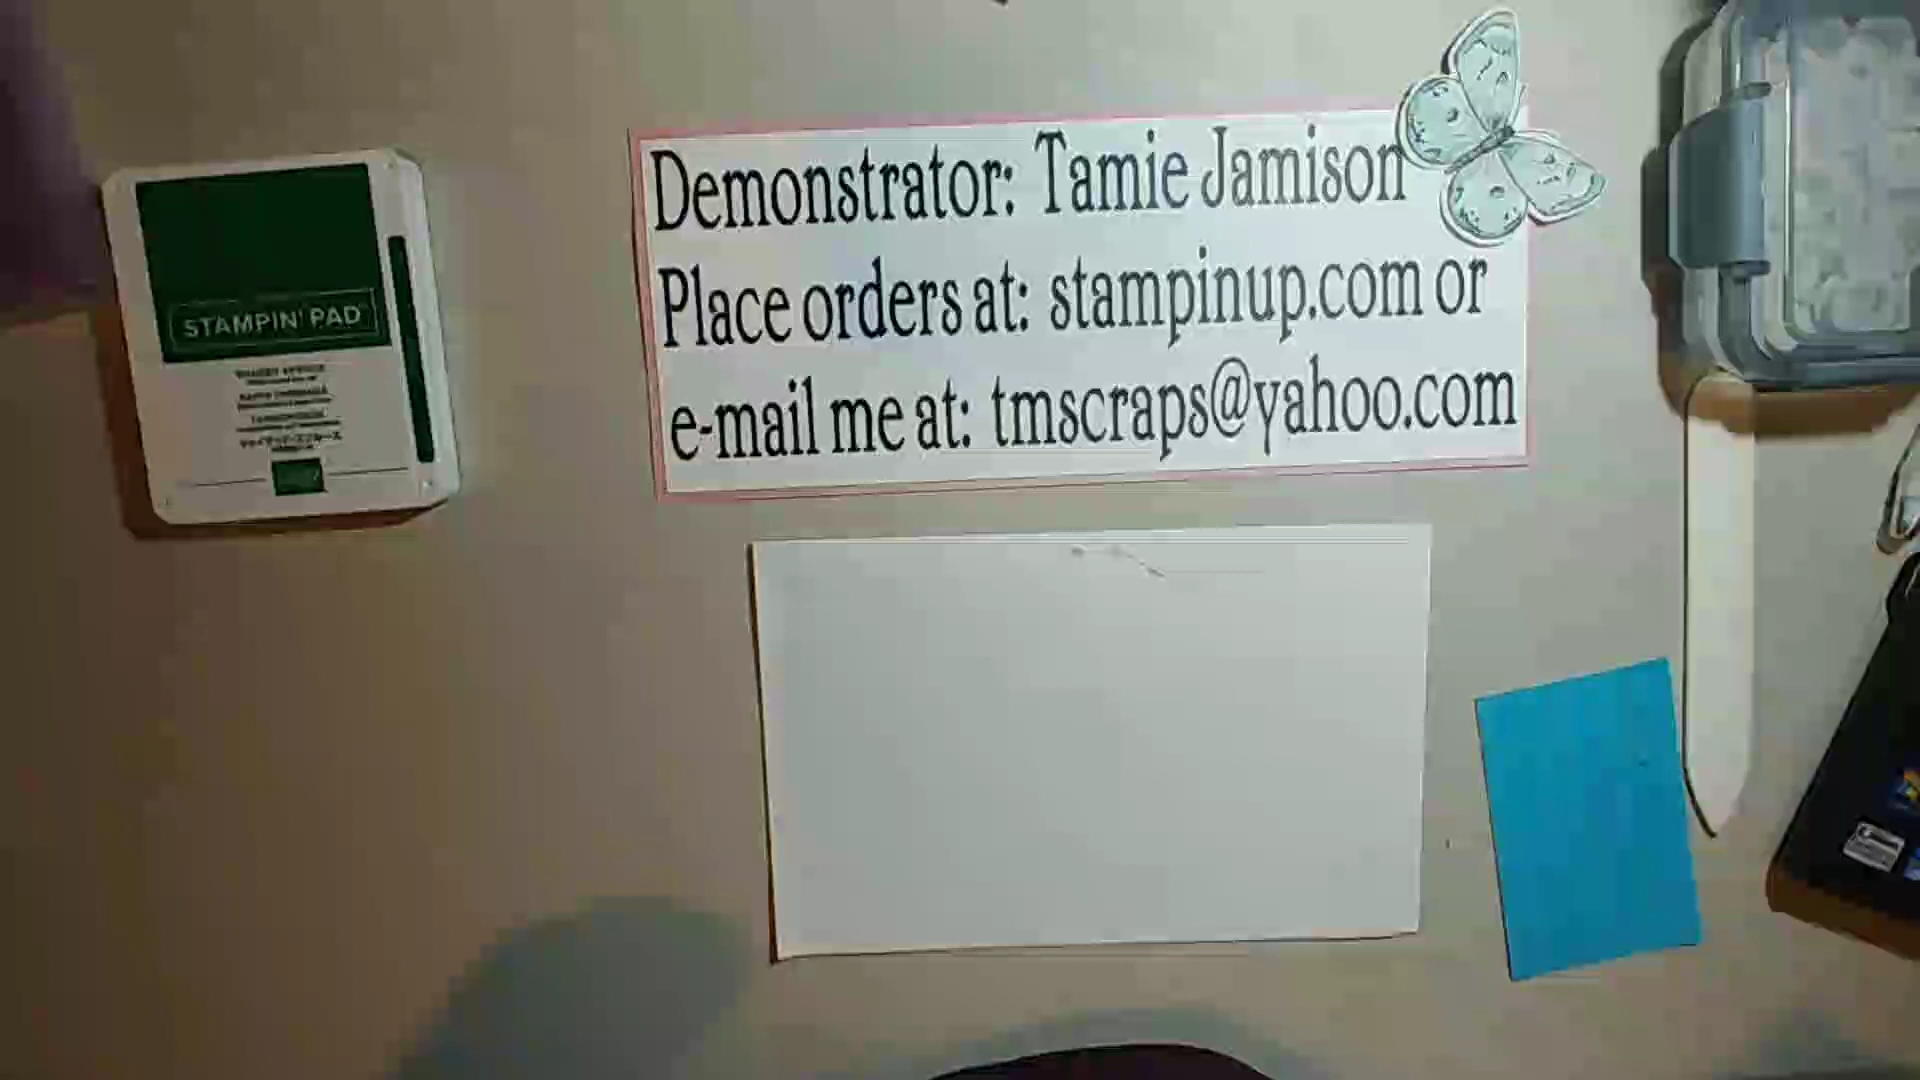 Demonstrator: Tamie Jamison
Place orders at: stampinup.com or
e-mail me at: tmscraps@yahoo.com
STAMPIN' PAD